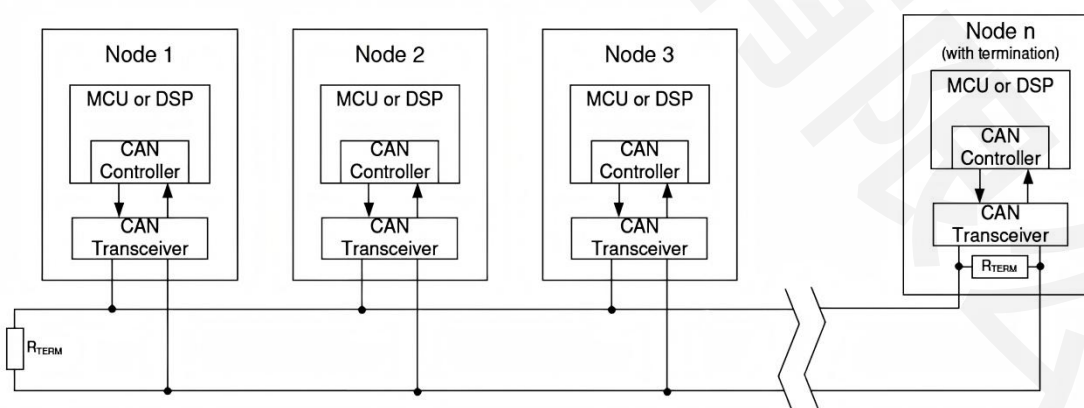 Node 1
MCU or DSP
CAN
Controller
CAN
Transceiver
Node 2
MCU or DSP
CAN
Controller
CAN
Transceiver
Node 3
MCU or DSP
CAN
Controller
CAN
Transceiver
Node n
(with termination)
MCU or DSP
CAN
Controller
CAN
Transceiver
RTERM
RTERM